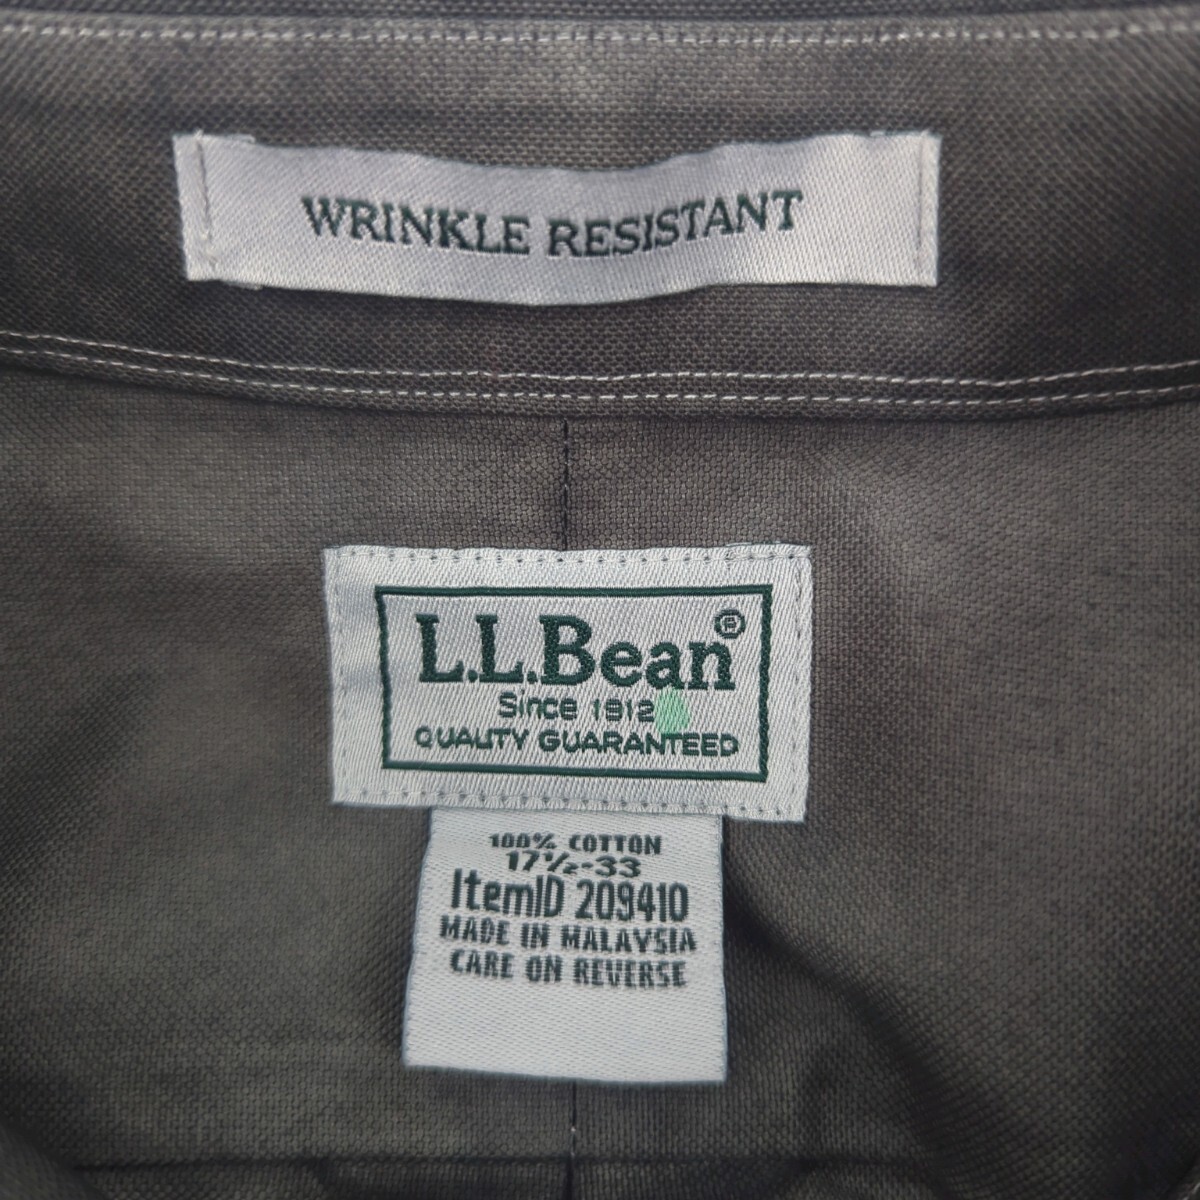 WRINKLE RESISTANT
L.L.Bean®
Since 1912
QUALITY GUARANTEED
100% COTTON
17½-33
ItemID 209410
MADE IN MALAYSIA
CARE ON REVERSE